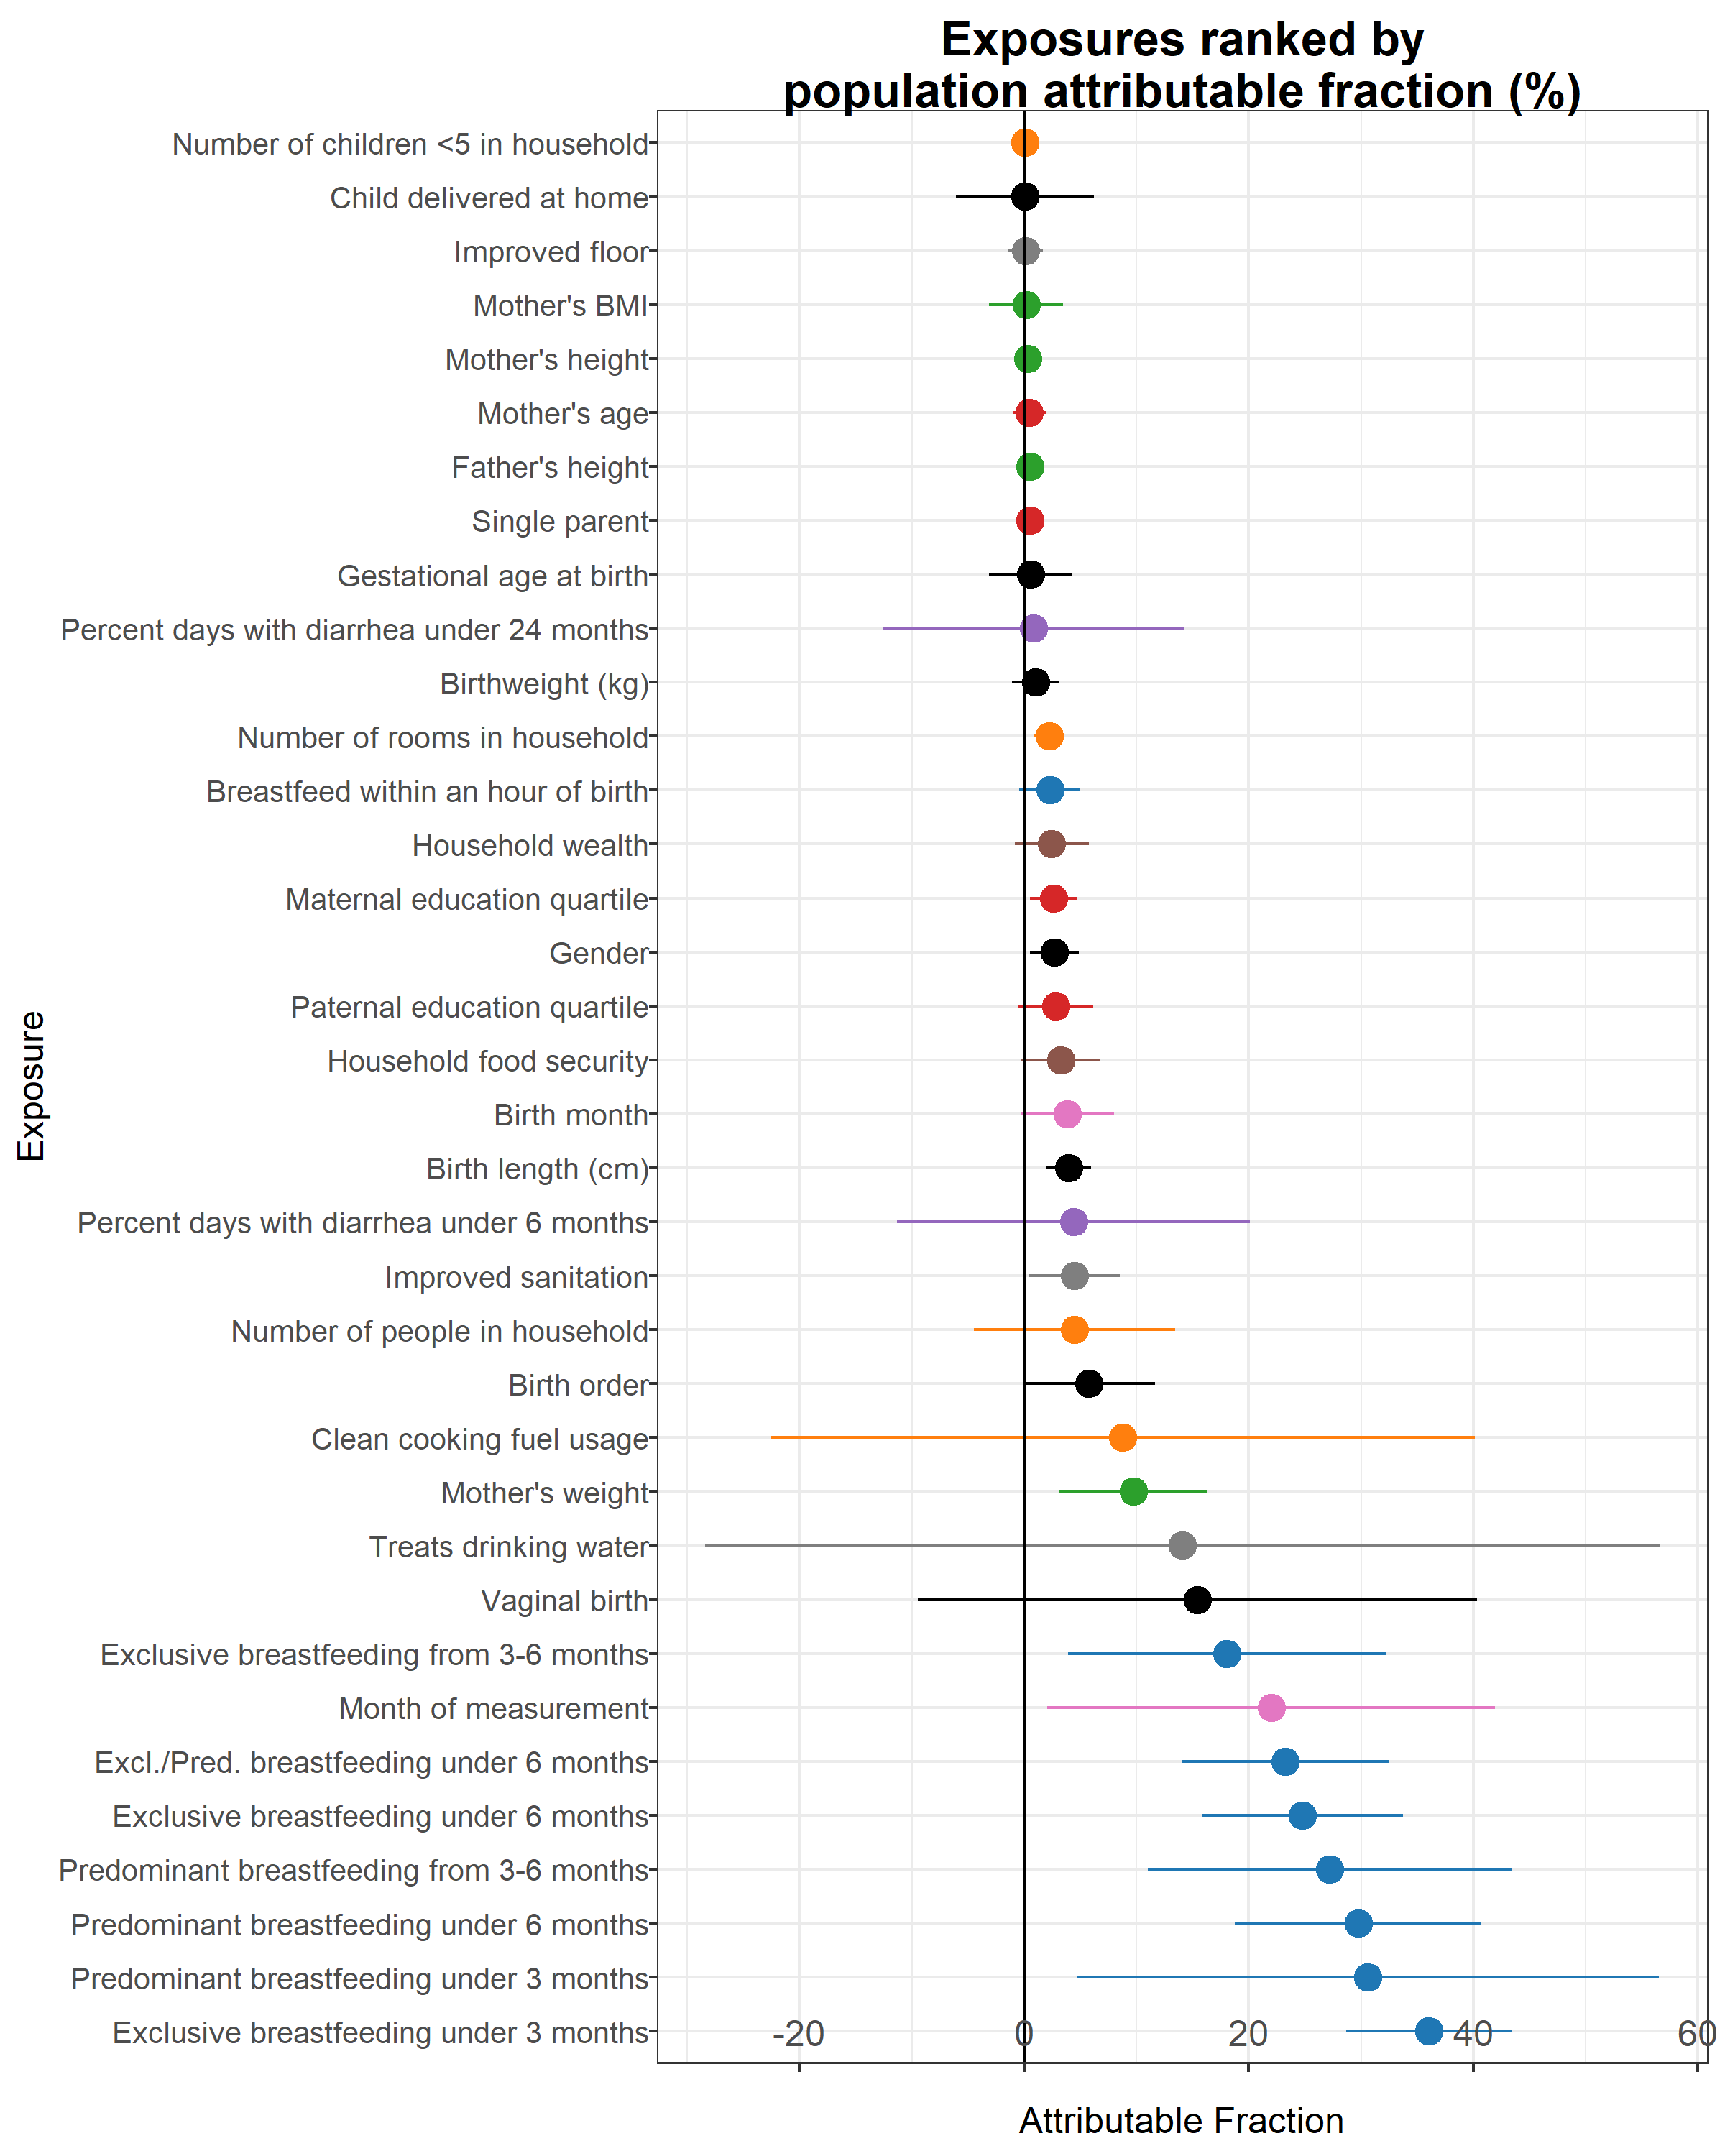 Exposures ranked by
population attributable fraction (%)
Number of children <5 in household
Child delivered at home
Improved floor
Mother's BMI
Mother's height
Mother's age
Father's height
Single parent
Gestational age at birth
Percent days with diarrhea under 24 months
Birthweight (kg)
Number of rooms in household
Breastfeed within an hour of birth
Household wealth
Maternal education quartile
Gender
Paternal education quartile
Household food security
Birth month
Birth length (cm)
Percent days with diarrhea under 6 months
Improved sanitation
Number of people in household
Birth order
Clean cooking fuel usage
Mother's weight
Treats drinking water
Vaginal birth
Exclusive breastfeeding from 3-6 months
Month of measurement
Excl./Pred. breastfeeding under 6 months
Exclusive breastfeeding under 6 months
Predominant breastfeeding from 3-6 months
Predominant breastfeeding under 6 months
Predominant breastfeeding under 3 months
Exclusive breastfeeding under 3 months
Exposure
-20 0 20 40 60
Attributable Fraction